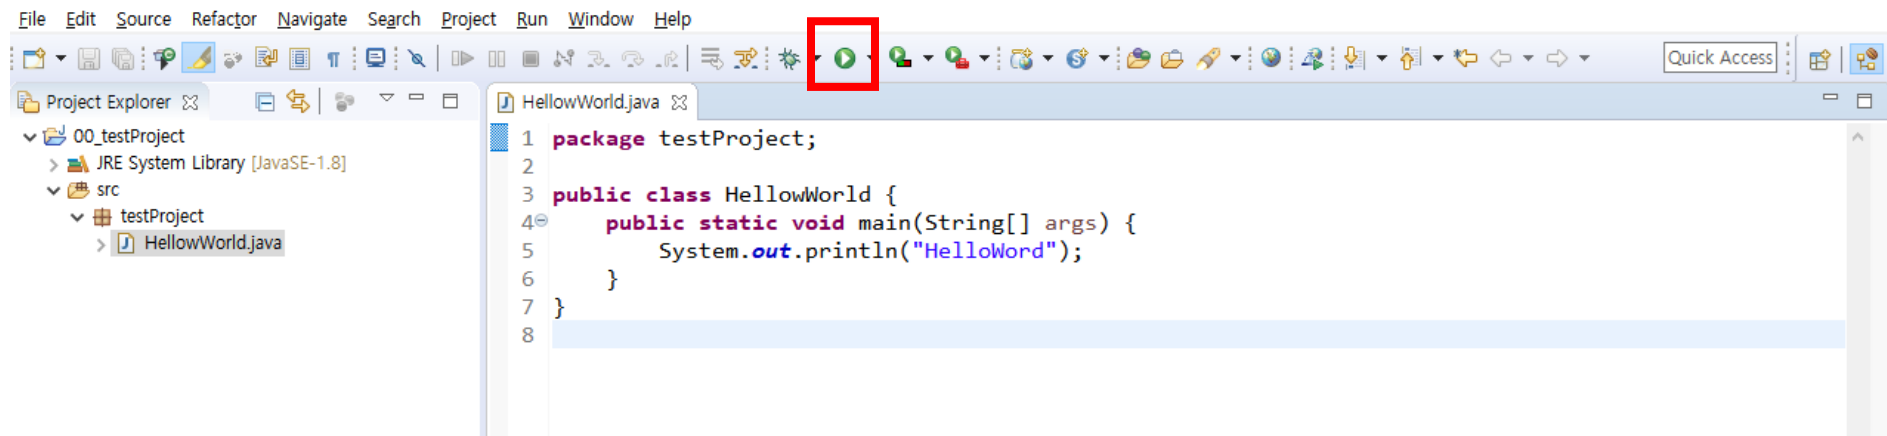 File Edit Source Refactor Navigate Search Project Run Window Help
Quick Access
Project Explorer
HellowWorld.java
00_testProject
JRE System Library [JavaSE-1.8]
src
testProject
HellowWorld.java
1 package testProject;
2
3 public class HellowWorld {
4 public static void main(String[] args) {
5 System.out.println("HelloWord");
6 }
7 }
8